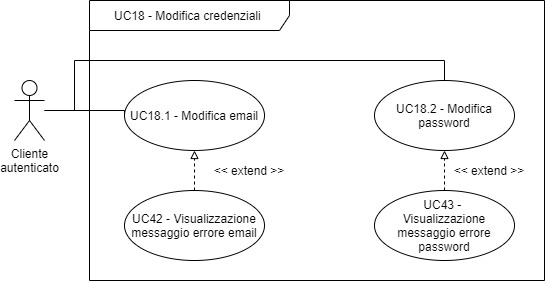 UC18 - Modifica credenziali
UC18.1 - Modifica email
UC18.2 - Modifica
password
Cliente
autenticato
<< extend >>
<< extend >>
UC42 - Visualizzazione
messaggio errore email
UC43 -
Visualizzazione
messaggio errore
password